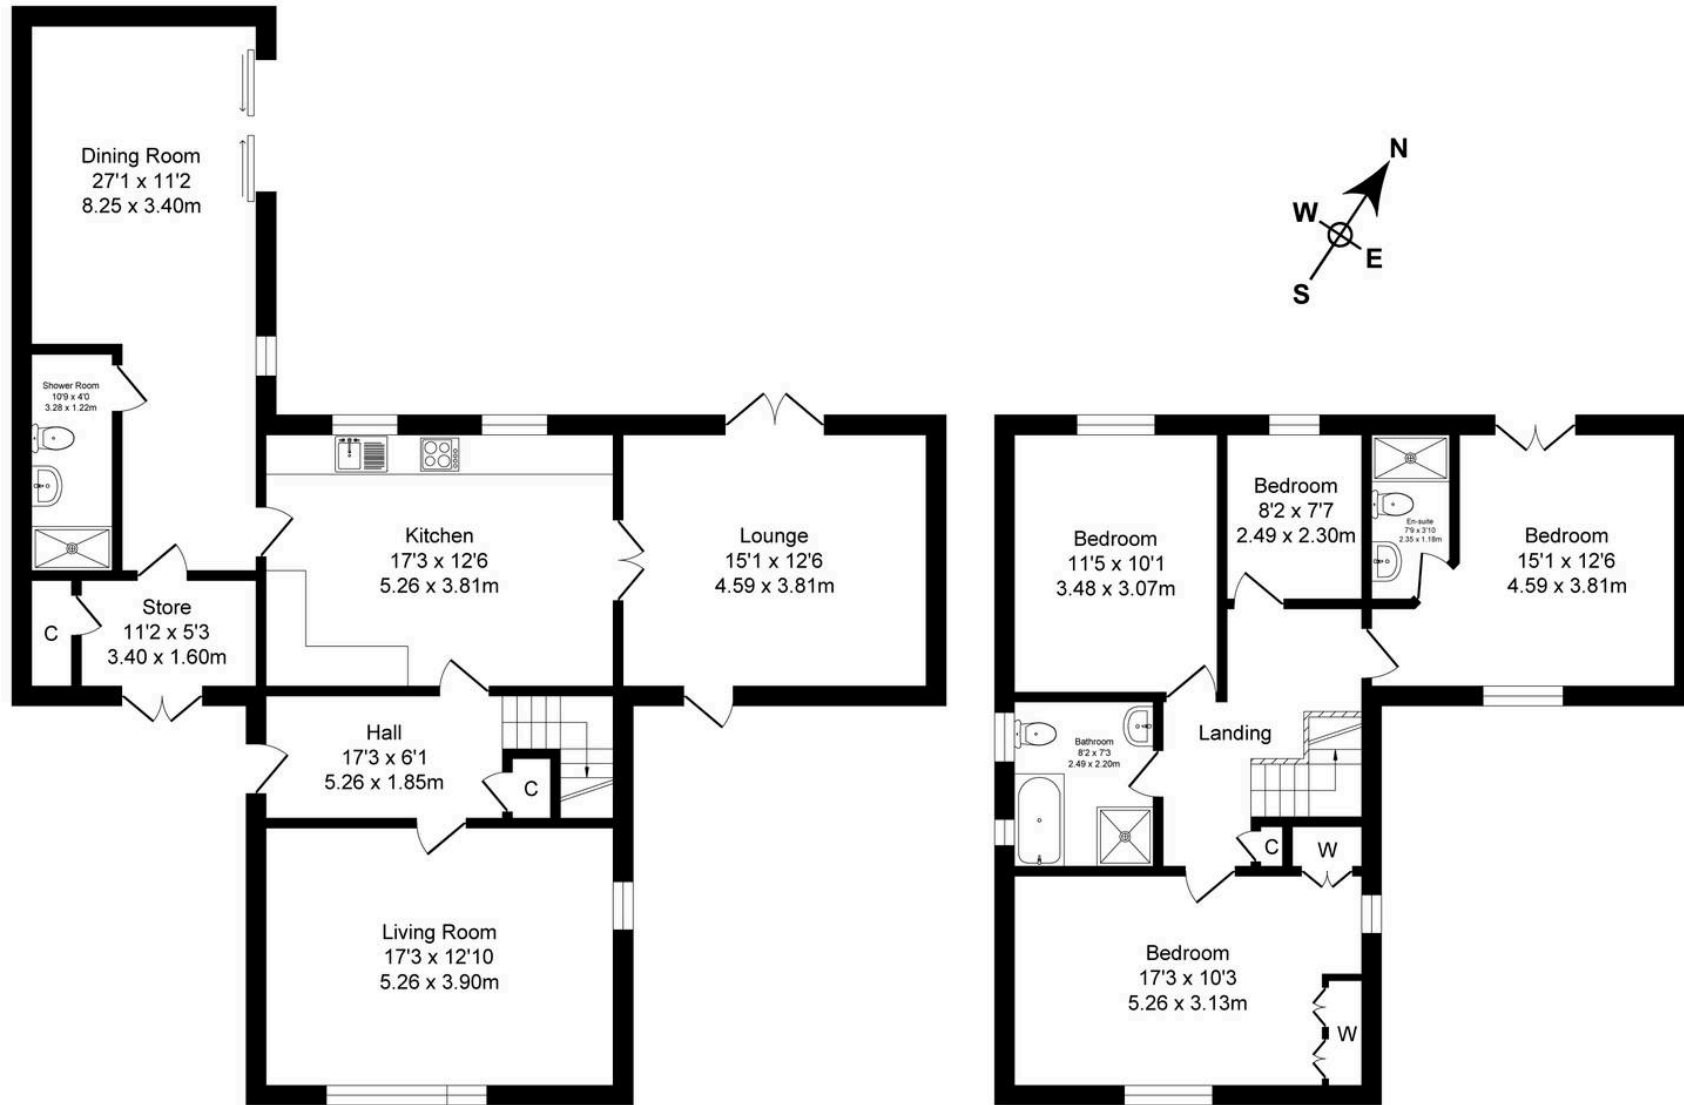 Dining Room
27'1 x 11'2
8.25 x 3.40m
Shower Room
10'9 x 4'0
3.28 x 1.22m
Kitchen
17'3 x 12'6
5.26 x 3.81m
Lounge
15'1 x 12'6
4.59 x 3.81m
C
Store
11'2 x 5'3
3.40 x 1.60m
Hall
17'3 x 6'1
5.26 x 1.85m
C
Living Room
17'3 x 12'10
5.26 x 3.90m
N
W
E
S
Bedroom
11'5 x 10'1
3.48 x 3.07m
Bedroom
8'2 x 7'7
2.49 x 2.30m
En-suite
7'9 x 3'10
2.35 x 1.18m
Bedroom
15'1 x 12'6
4.59 x 3.81m
Bathroom
8'2 x 7'3
2.49 x 2.20m
Landing
C
W
Bedroom
17'3 x 10'3
5.26 x 3.13m
W